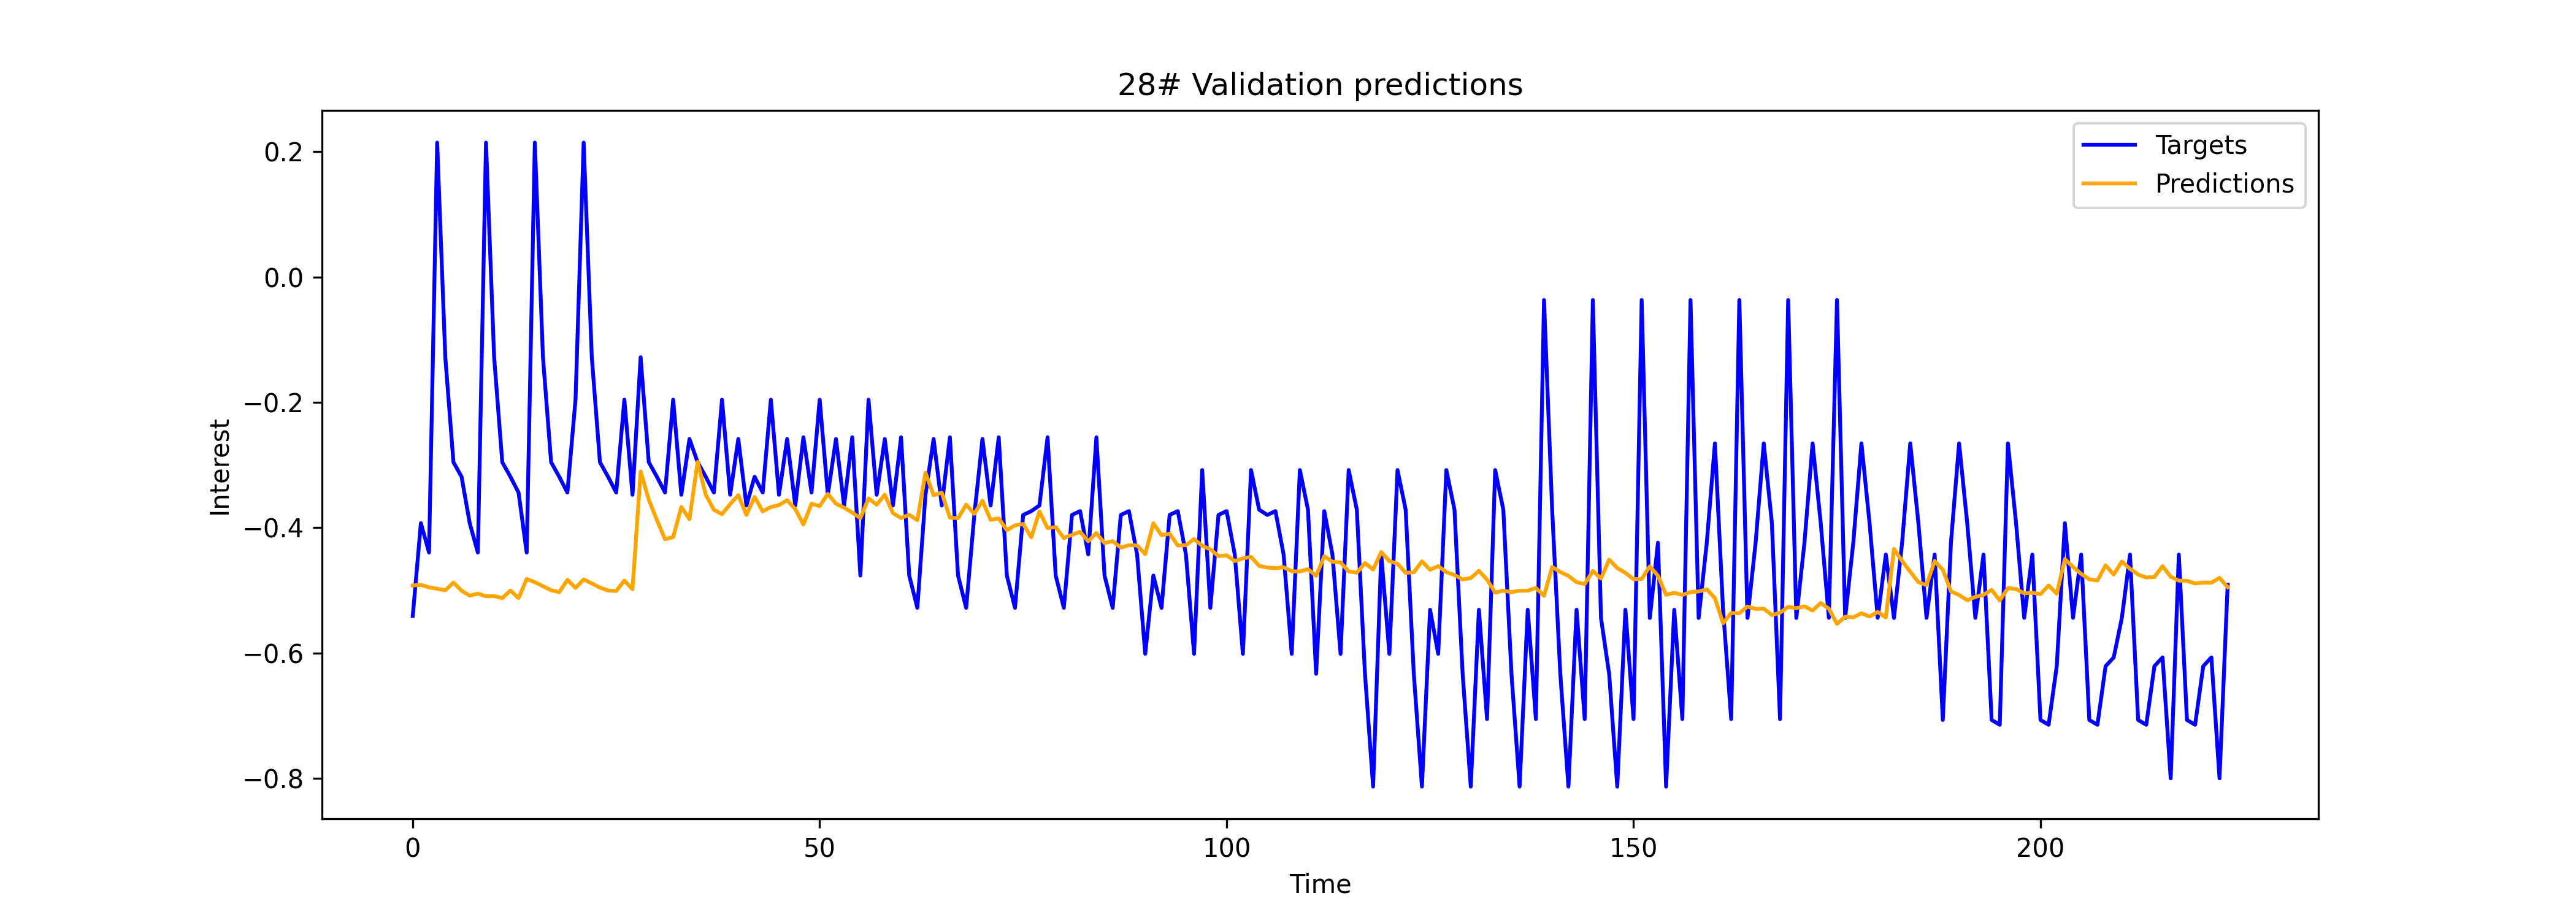 28# Validation predictions
Targets
Predictions
0.2
0.0
−0.2
−0.4
−0.6
−0.8
Interest
0
50
100
150
200
Time